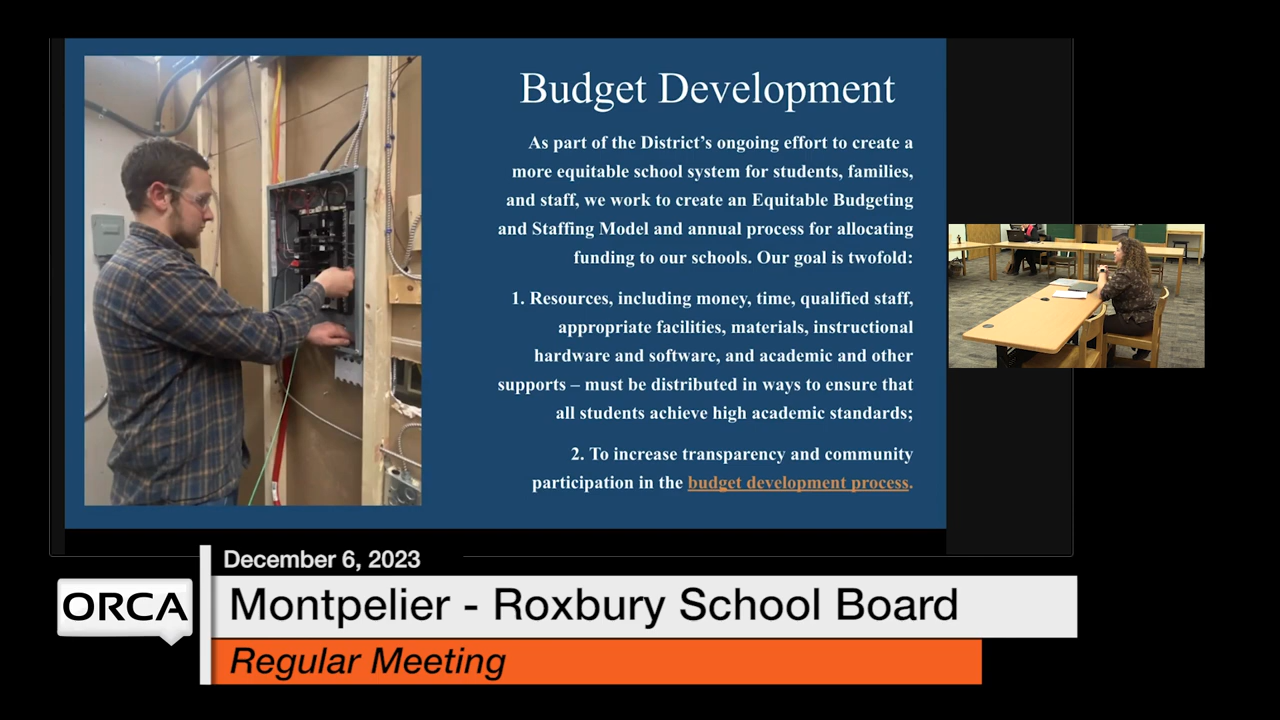 Budget Development
As part of the District's ongoing effort to create a
more equitable school system for students, families,
and staff, we work to create an Equitable Budgeting
and Staffing Model and annual process for allocating
funding to our schools. Our goal is twofold:
1. Resources, including money, time, qualified staff,
appropriate facilities, materials, instructional
hardware and software, and academic and other
supports – must be distributed in ways to ensure that
all students achieve high academic standards;
2. To increase transparency and community
participation in the budget development process.
December 6, 2023
ORCA
Montpelier - Roxbury School Board
Regular Meeting